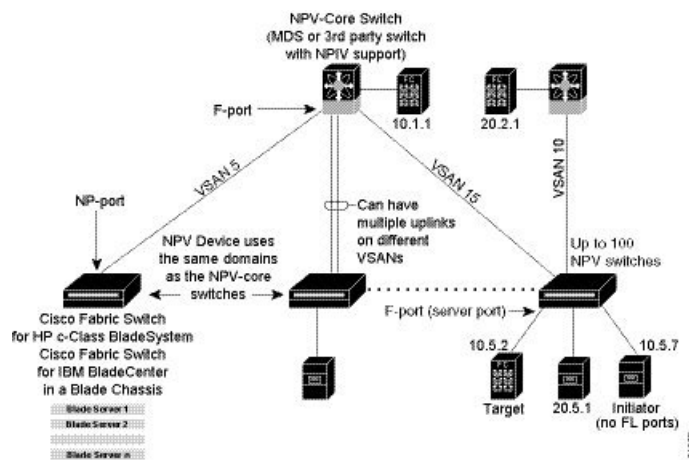 NPV-Core Switch
(MDS or 3rd party switch
with NPIV support)
FC
FC
F-port
10.1.1
20.2.1
VSAN 5
VSAN 15
VSAN 10
NP-port
Can have
multiple uplinks
on different
VSANs
NPV Device uses
the same domains
as the NPV-core
switches
Up to 100
NPV switches
F-port (server port)
Cisco Fabric Switch
for HP c-Class BladeSystem
Cisco Fabric Switch
for IBM BladeCenter
in a Blade Chassis
Blade Server 1
Blade Server 2
Blade Server n
10.5.2
10.5.7
FC
Target
20.5.1
Initiator
(no FL ports)